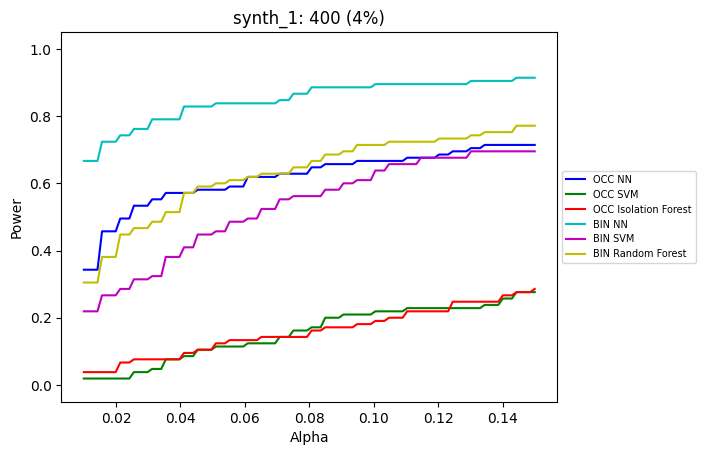 synth_1: 400 (4%)
1.0
0.8
0.6
0.4
0.2
0.0
Power
0.02
0.04
0.06
0.08
0.10
0.12
0.14
Alpha
OCC NN
OCC SVM
OCC Isolation Forest
BIN NN
BIN SVM
BIN Random Forest